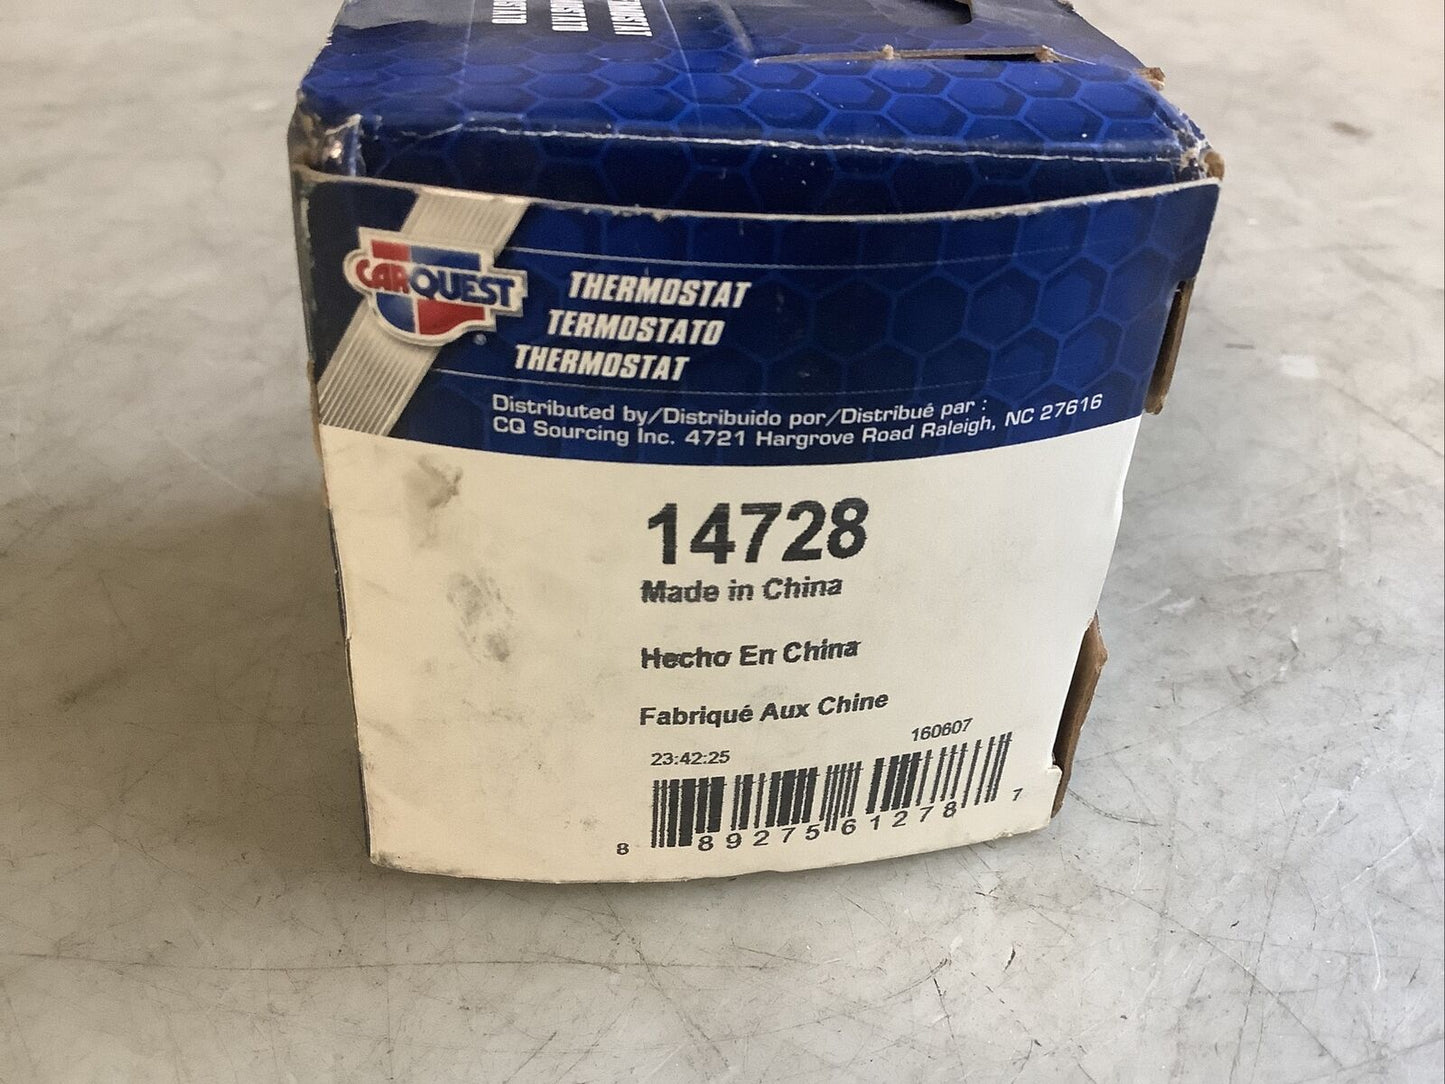 CARQUEST
®
THERMOSTAT
TERMOSTATO
THERMOSTAT
Distributed by/Distribuido por/Distribué par :
CQ Sourcing Inc. 4721 Hargrove Road Raleigh, NC 27616
14728
Made in China
Hecho En China
Fabriqué Aux Chine
23:42:25 160607
8 89275 61278 7